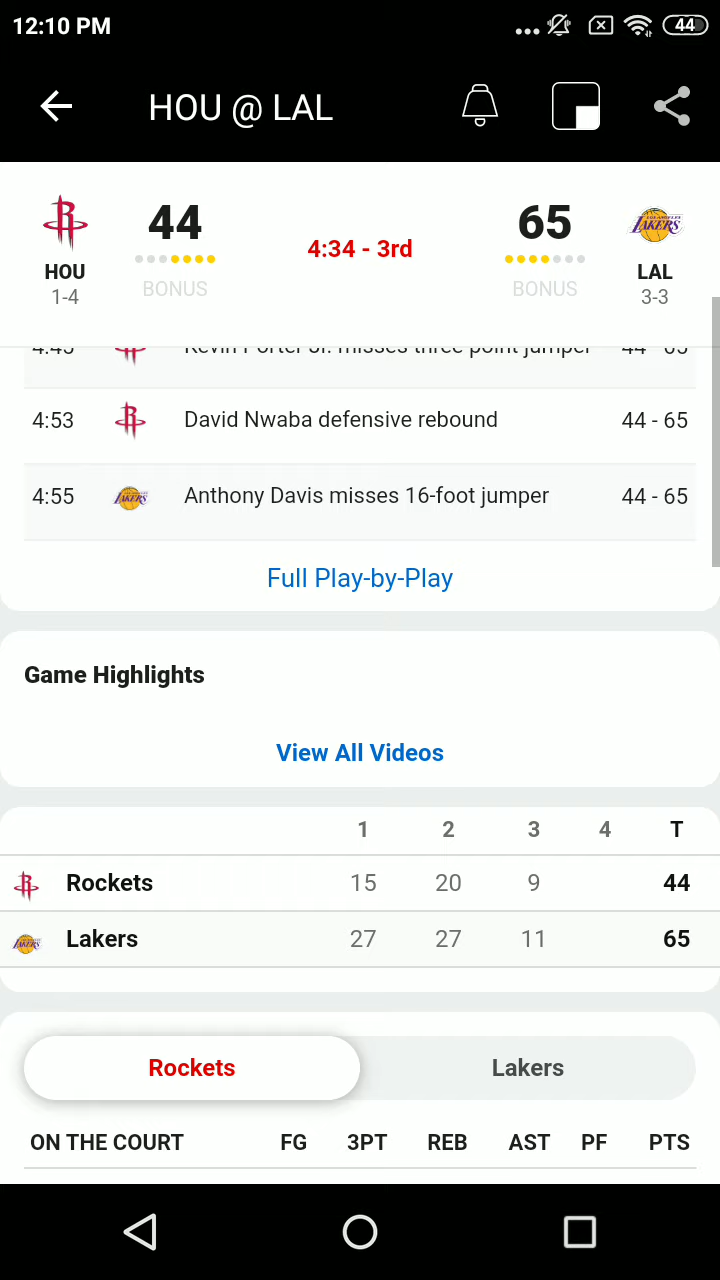 12:10 PM
44
HOU @ LAL
44
65
4:34 - 3rd
HOU
LAL
1-4
BONUS
BONUS
3-3
4:53 David Nwaba defensive rebound 44 - 65
4:55 Anthony Davis misses 16-foot jumper 44 - 65
Full Play-by-Play
Game Highlights
View All Videos
1 2 3 4 T
Rockets 15 20 9 44
Lakers 27 27 11 65
Rockets Lakers
ON THE COURT FG 3PT REB AST PF PTS